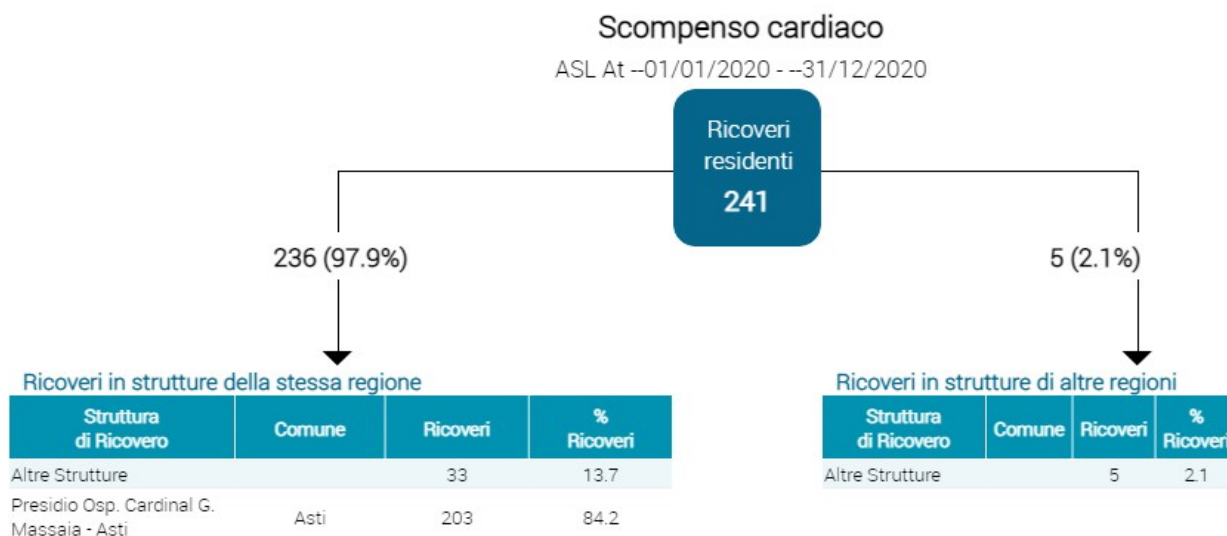 Scompenso cardiaco
ASL At --01/01/2020 - --31/12/2020
Ricoveri
residenti
241
236 (97.9%)
5 (2.1%)
Ricoveri in strutture della stessa regione
Struttura
di Ricovero
Comune
Ricoveri
%
Ricoveri
Altre Strutture 33 13.7
Presidio Osp. Cardinal G.
Massaia - Asti
Asti 203 84.2
Ricoveri in strutture di altre regioni
Struttura
di Ricovero
Comune
Ricoveri
%
Ricoveri
Altre Strutture 5 2.1